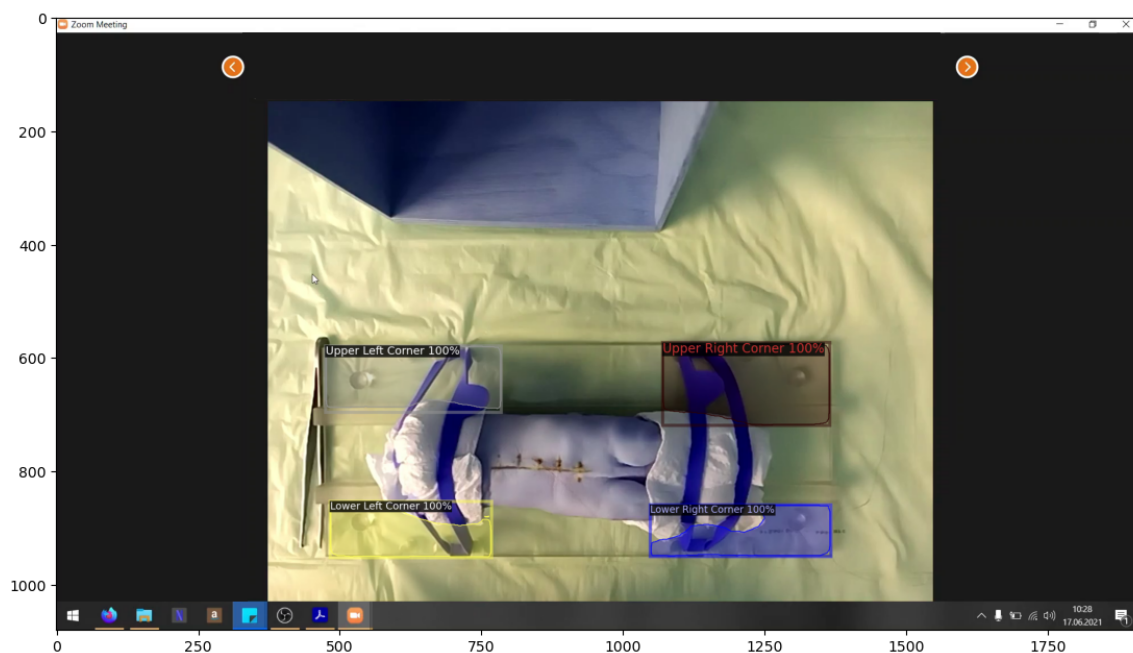 Zoom Meeting
0
200
400
600
800
1000
Upper Left Corner 100%
Upper Right Corner 100%
Lower Left Corner 100%
Lower Right Corner 100%
a
10:28
17.06.2021
1
0
250
500
750
1000
1250
1500
1750